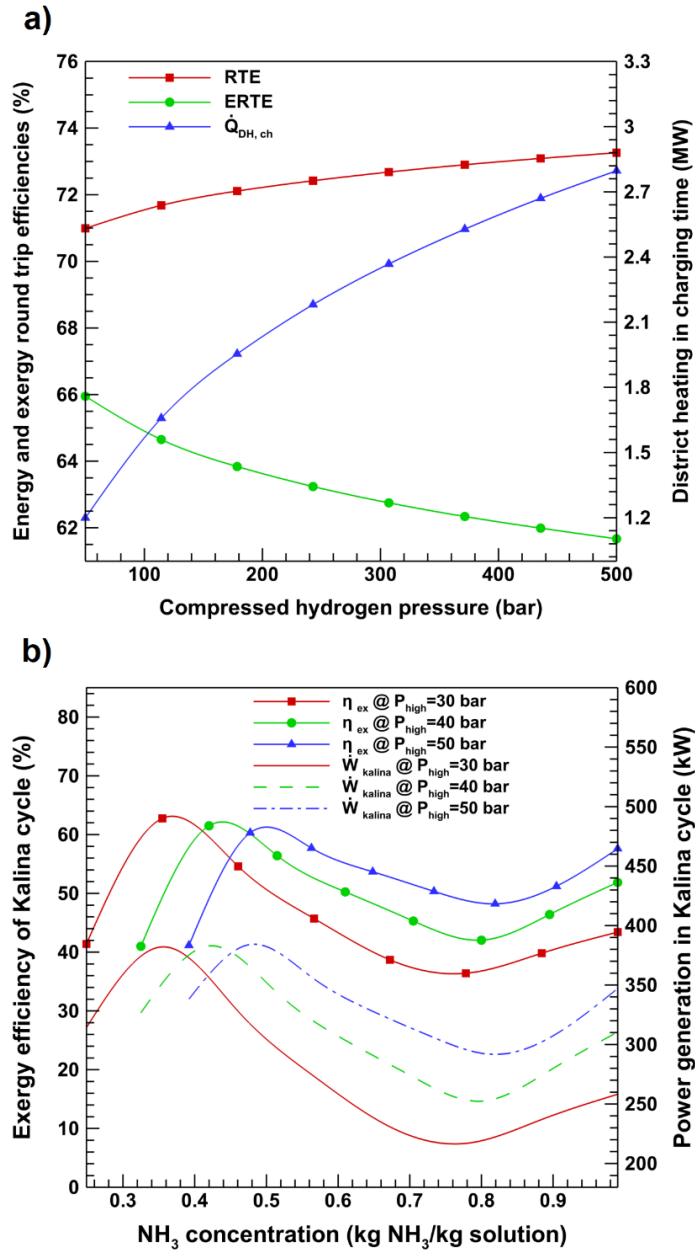 a)
Energy and exergy round trip efficiencies (%)
76
74
72
70
68
66
64
62
RTE
ERTE
Q̇DH, ch
3.3
3
2.7
2.4
2.1
1.8
1.5
1.2
District heating in charging time (MW)
100
200
300
400
500
Compressed hydrogen pressure (bar)
b)
Exergy efficiency of Kalina cycle (%)
80
70
60
50
40
30
20
10
0
η ex @ Phigh=30 bar
η ex @ Phigh=40 bar
η ex @ Phigh=50 bar
Ẇkalina @ Phigh=30 bar
Ẇkalina @ Phigh=40 bar
Ẇkalina @ Phigh=50 bar
600
550
500
450
400
350
300
250
200
Power generation in Kalina cycle (kW)
0.3
0.4
0.5
0.6
0.7
0.8
0.9
NH3 concentration (kg NH3/kg solution)